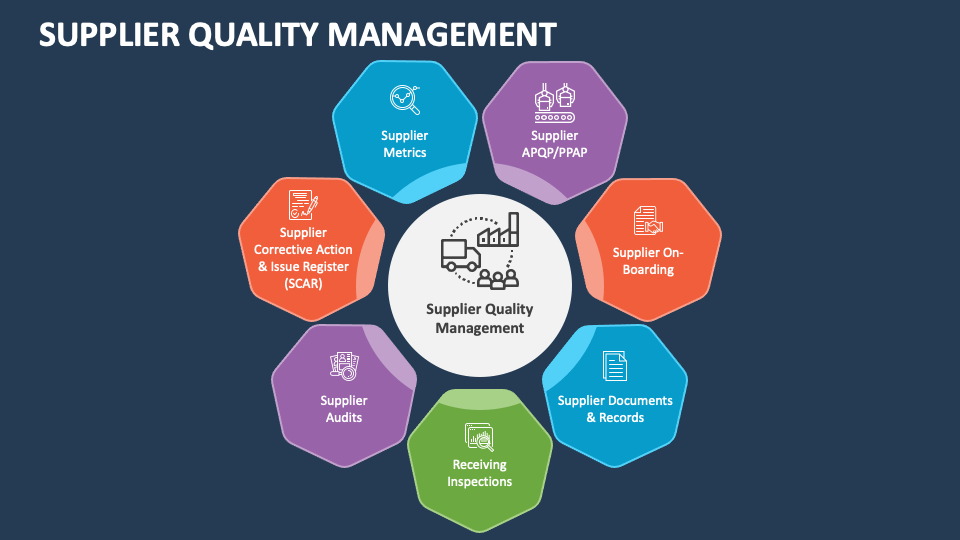 SUPPLIER QUALITY MANAGEMENT
Supplier
Metrics
Supplier
APQP/PPAP
Supplier
Corrective Action
& Issue Register
(SCAR)
Supplier On-
Boarding
Supplier Quality
Management
Supplier
Audits
Supplier Documents
& Records
Receiving
Inspections